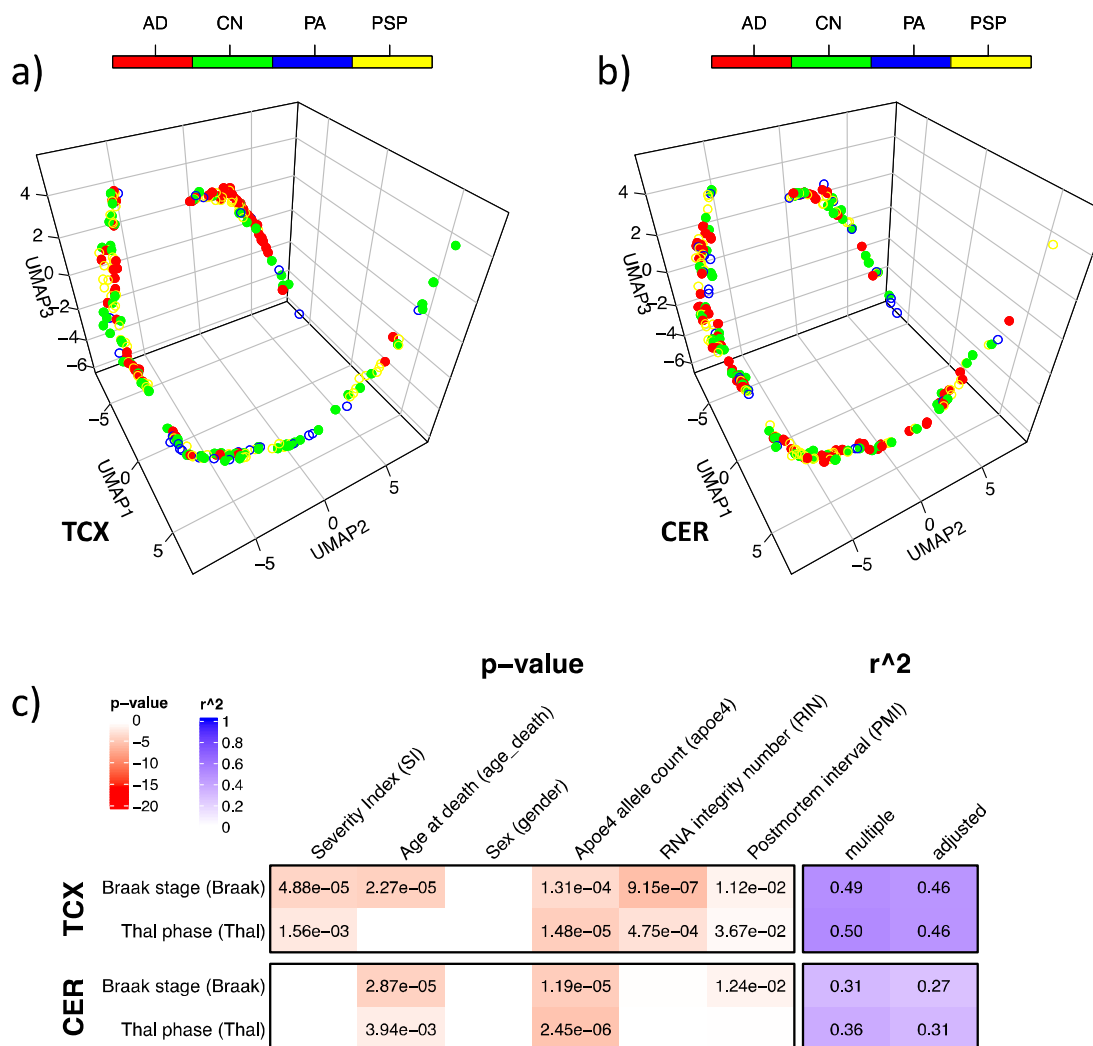 AD CN PA PSP
a)
4
2
0
−2
−4
−6
UMAP3
−5
0
5
UMAP1
−5
0
5
UMAP2
TCX
AD CN PA PSP
b)
4
2
0
−2
−4
−6
UMAP3
−5
0
5
UMAP1
−5
0
5
UMAP2
CER
p−value r^2
c)
p−value
0
−5
−10
−15
−20
r^2
1
0.8
0.6
0.4
0.2
0
Severity Index (SI)
Age at death (age_death)
Sex (gender)
Apoe4 allele count (apoe4)
RNA integrity number (RIN)
Postmortem interval (PMI)
multiple
adjusted
TCX
Braak stage (Braak) 4.88e−05 2.27e−05 1.31e−04 9.15e−07 1.12e−02 0.49 0.46
Thal phase (Thal) 1.56e−03 1.48e−05 4.75e−04 3.67e−02 0.50 0.46
CER
Braak stage (Braak) 2.87e−05 1.19e−05 1.24e−02 0.31 0.27
Thal phase (Thal) 3.94e−03 2.45e−06 0.36 0.31